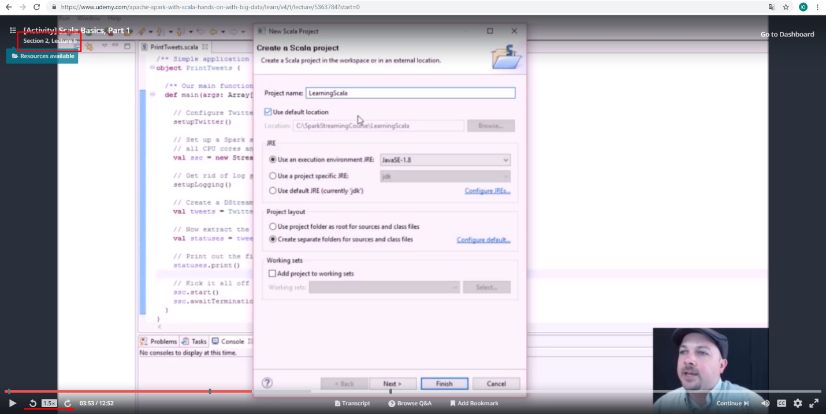 https://www.udemy.com/apache-spark-with-scala-hands-on-with-big-data/learn/v4/t/lecture/5363784?start=0
[Activity] Scala Basics, Part 1
Section 2, Lecture 6
Go to Dashboard
Resources available
PrintTweets.scala
/** Simple application
object PrintTweets {
/** Our main function
def main(args: Array[
// Configure Twitte
setupTwitter()
// Set up a Spark s
// all CPU cores an
val ssc = new Strea
// Get rid of log s
setupLogging()
// Create a DStream
val tweets = Twitte
// Now extract the
val statuses = twee
// Print out the fi
statuses.print()
// Kick it all off
ssc.start()
ssc.awaitTerminatio
}
}
Problems Tasks Console
No consoles to display at this time.
New Scala Project
Create a Scala project
Create a Scala project in the workspace or in an external location.
Project name: LearningScala
Use default location
Location: C:\SparkStreamingCourse\LearningScala Browse...
JRE
Use an execution environment JRE: JavaSE-1.8
Use a project specific JRE: jdk
Use default JRE (currently 'jdk') Configure JREs...
Project layout
Use project folder as root for sources and class files
Create separate folders for sources and class files Configure default...
Working sets
Add project to working sets
Working sets: Select...
? < Back Next > Finish Cancel
1.5x 03:53 / 12:52 Transcript Browse Q&A Add Bookmark Continue